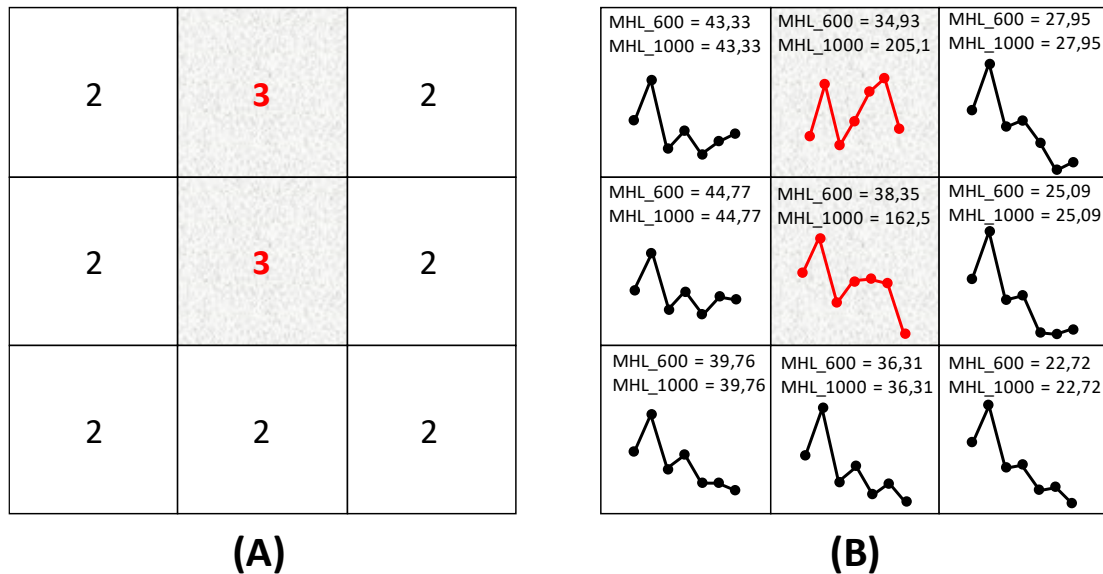 2 3 2
2 3 2
2 2 2
(A)
MHL_600 = 43,33
MHL_1000 = 43,33
MHL_600 = 34,93
MHL_1000 = 205,1
MHL_600 = 27,95
MHL_1000 = 27,95
MHL_600 = 44,77
MHL_1000 = 44,77
MHL_600 = 38,35
MHL_1000 = 162,5
MHL_600 = 25,09
MHL_1000 = 25,09
MHL_600 = 39,76
MHL_1000 = 39,76
MHL_600 = 36,31
MHL_1000 = 36,31
MHL_600 = 22,72
MHL_1000 = 22,72
(B)